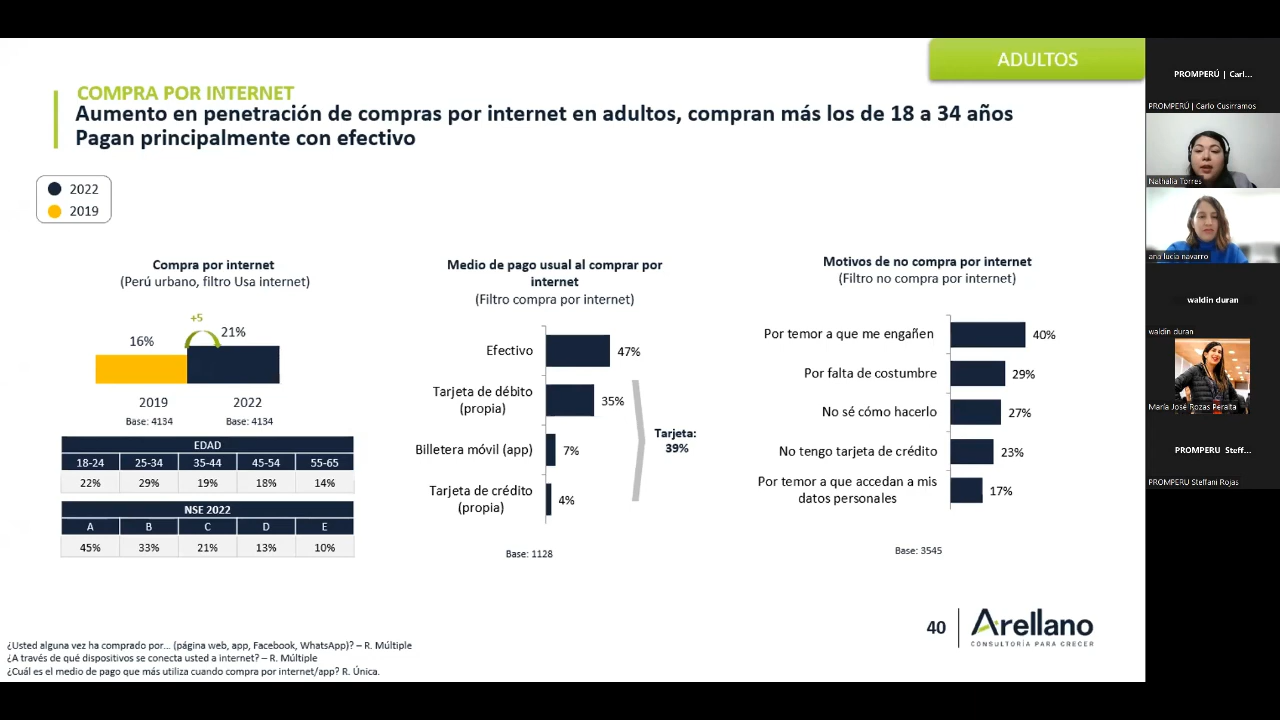 ADULTOS
COMPRA POR INTERNET
Aumento en penetración de compras por internet en adultos, compran más los de 18 a 34 años
Pagan principalmente con efectivo
2022
2019
Compra por internet
(Perú urbano, filtro Usa internet)
+5
16%
21%
2019
2022
Base: 4134
Base: 4134
EDAD
18-24 25-34 35-44 45-54 55-65
22% 29% 19% 18% 14%
NSE 2022
A B C D E
45% 33% 21% 13% 10%
Medio de pago usual al comprar por
internet
(Filtro compra por internet)
Efectivo 47%
Tarjeta de débito
(propia) 35%
Billetera móvil (app) 7%
Tarjeta de crédito
(propia) 4%
Tarjeta:
39%
Base: 1128
Motivos de no compra por internet
(Filtro no compra por internet)
Por temor a que me engañen 40%
Por falta de costumbre 29%
No sé cómo hacerlo 27%
No tengo tarjeta de crédito 23%
Por temor a que accedan a mis
datos personales 17%
Base: 3545
¿Usted alguna vez ha comprado por... (página web, app, Facebook, WhatsApp)? – R. Múltiple
¿A través de qué dispositivos se conecta usted a internet? – R. Múltiple
¿Cuál es el medio de pago que más utiliza cuando compra por internet/app? R. Única.
40
Arellano
CONSULTORÍA PARA CRECER
PROMPERÚ | Carl...
PROMPERÚ | Carlo Cusirramos
Nathalia Torres
ana lucia navarro
waldin duran
waldin duran
María José Rozas Peralta
PROMPERU Steff...
PROMPERU Steffani Rojas